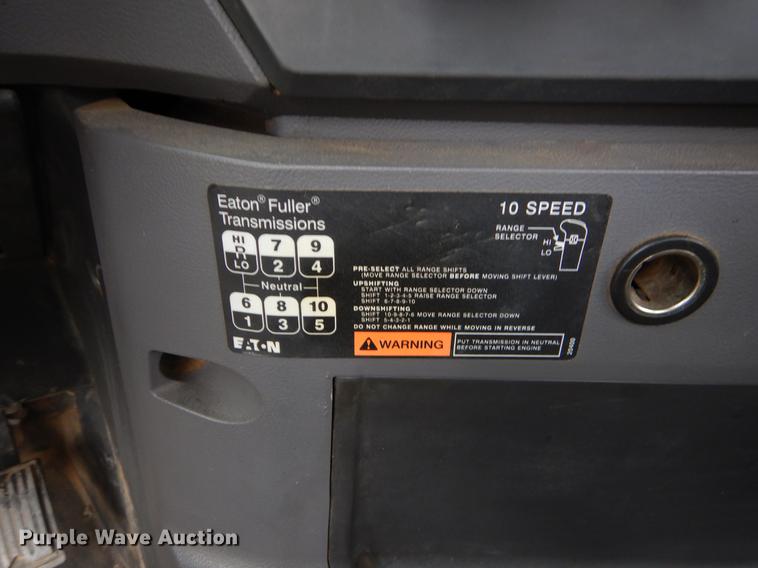 Eaton® Fuller®
Transmissions
10 SPEED
RANGE
SELECTOR
HI
LO
HI
R
LO
7
2
9
4
Neutral
6
1
8
3
10
5
PRE-SELECT ALL RANGE SHIFTS
(MOVE RANGE SELECTOR BEFORE MOVING SHIFT LEVER)
UPSHIFTING
START WITH RANGE SELECTOR DOWN
SHIFT 1-2-3-4-5 RAISE RANGE SELECTOR
SHIFT 6-7-8-9-10
DOWNSHIFTING
SHIFT 10-9-8-7-6 MOVE RANGE SELECTOR DOWN
SHIFT 5-4-3-2-1
DO NOT CHANGE RANGE WHILE MOVING IN REVERSE
WARNING
PUT TRANSMISSION IN NEUTRAL
BEFORE STARTING ENGINE
EATON
Purple Wave Auction®